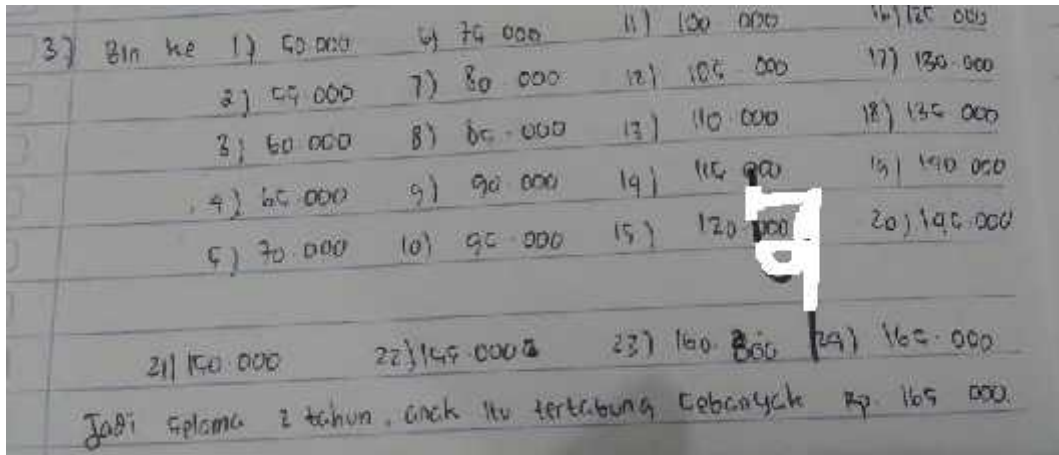 3) Bln ke 1) 50.000 6) 75 000 11) 100 000 16) 125 000
2) 55 000 7) 80 000 12) 105 000 17) 130.000
3) 60.000 8) 85.000 13) 110.000 18) 135 000
4) 65 000 9) 90.000 14) 115 000 19) 140 000
5) 70.000 10) 95.000 15) 120 000 20) 145.000
21) 150.000 22) 155.000 23) 160.000 24) 165.000
Jadi selama 2 tahun, anak itu tertabung sebanyak Rp. 165 000.